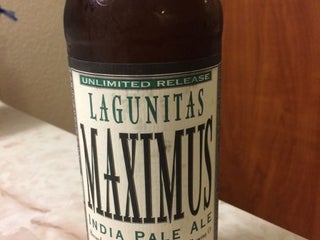 UNLIMITED RELEASE
LAGUNITAS
MAXIMUS
INDIA PALE ALE